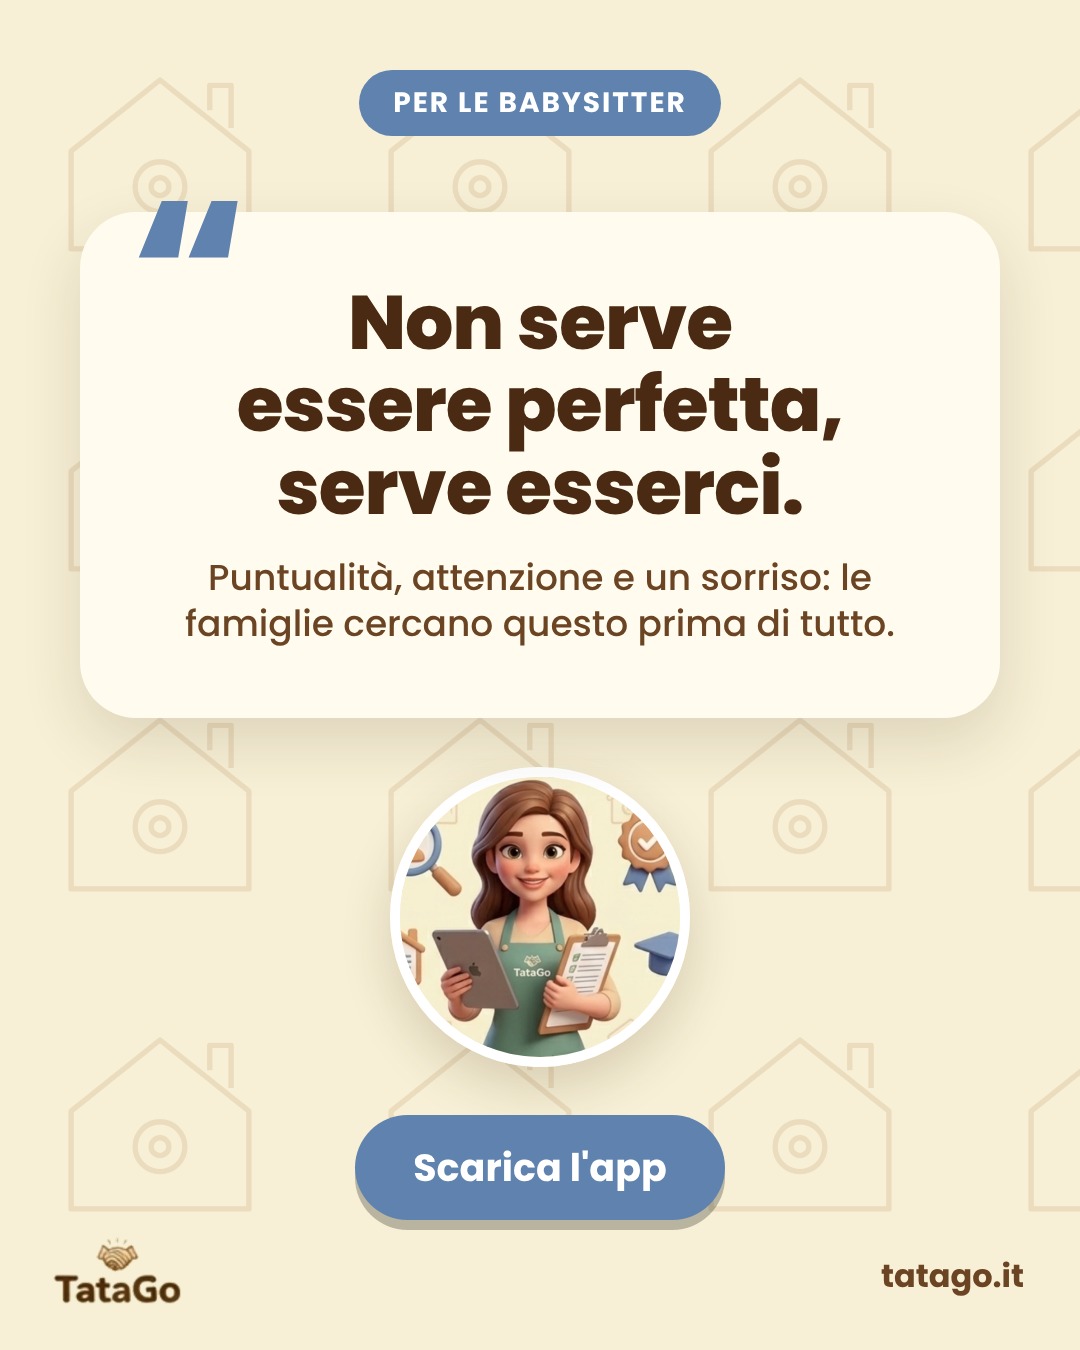 PER LE BABYSITTER
“
Non serve
essere perfetta,
serve esserci.
Puntualità, attenzione e un sorriso: le
famiglie cercano questo prima di tutto.
TataGo
Scarica l'app
TataGo
tatago.it